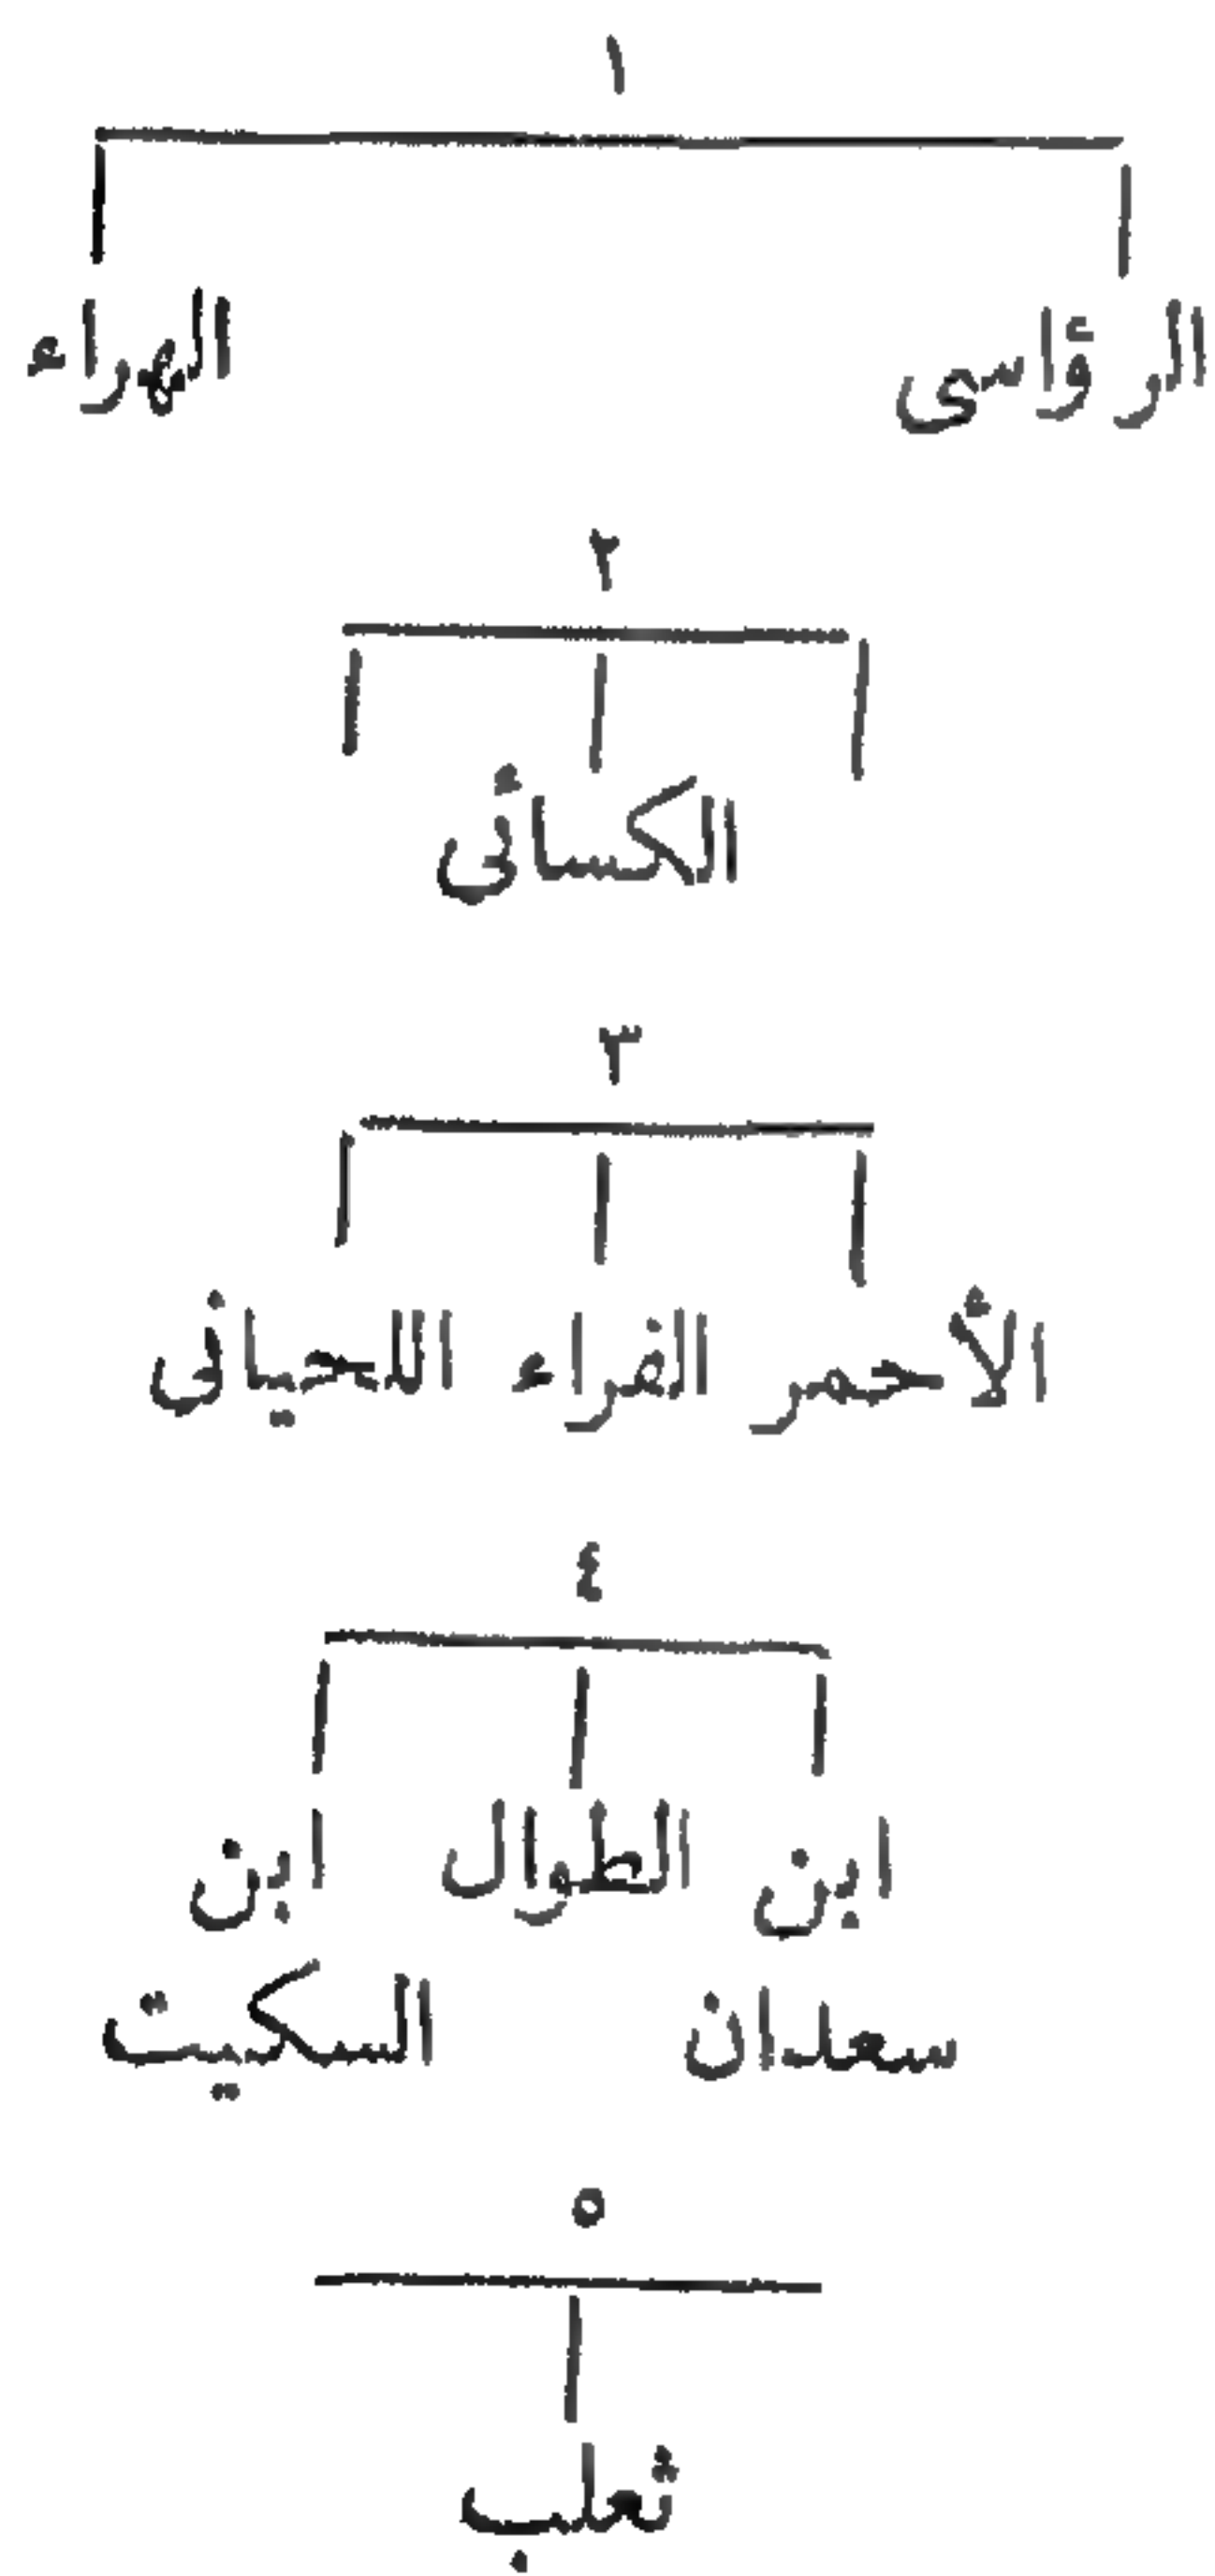 ١
الرؤاسى الهراء
٢
الكسائى
٣
الأحمر الفراء اللحيانى
٤
ابن الطوال ابن
سعدان السكيت
٥
ثعلب